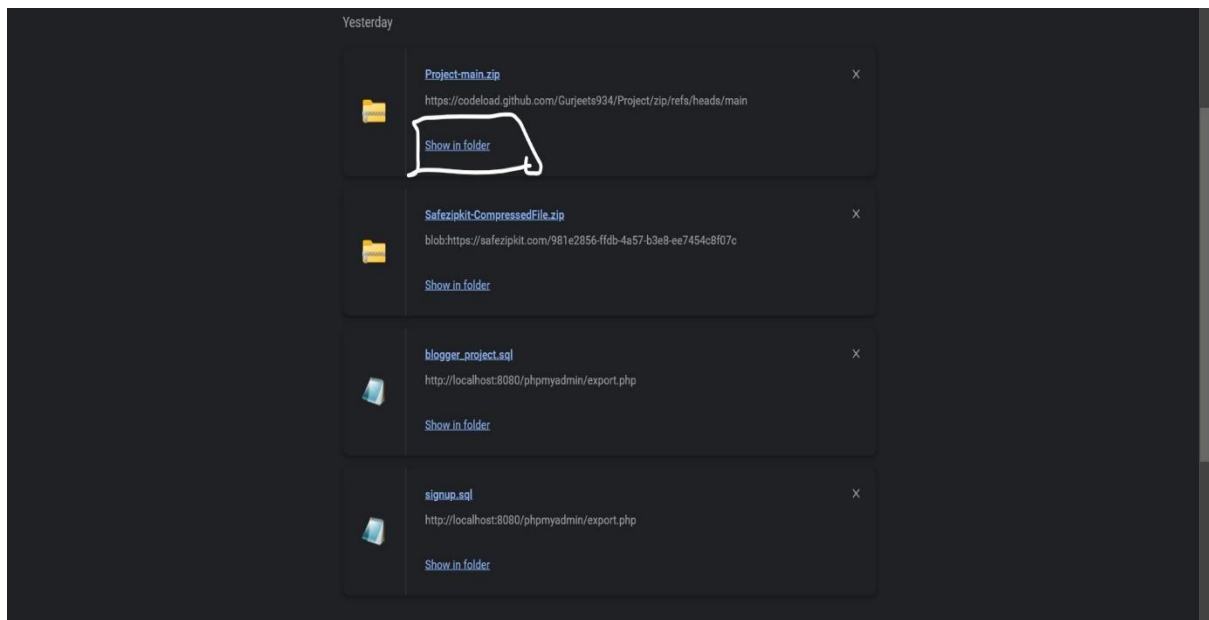 Yesterday
Project-main.zip
X
https://codeload.github.com/Gurjeets934/Project/zip/refs/heads/main
Show in folder
Safezipkit-CompressedFile.zip
X
blob:https://safezipkit.com/981e2856-ffdb-4a57-b3e8-ee7454c8f07c
Show in folder
blogger_project.sql
X
http://localhost:8080/phpmyadmin/export.php
Show in folder
signup.sql
X
http://localhost:8080/phpmyadmin/export.php
Show in folder